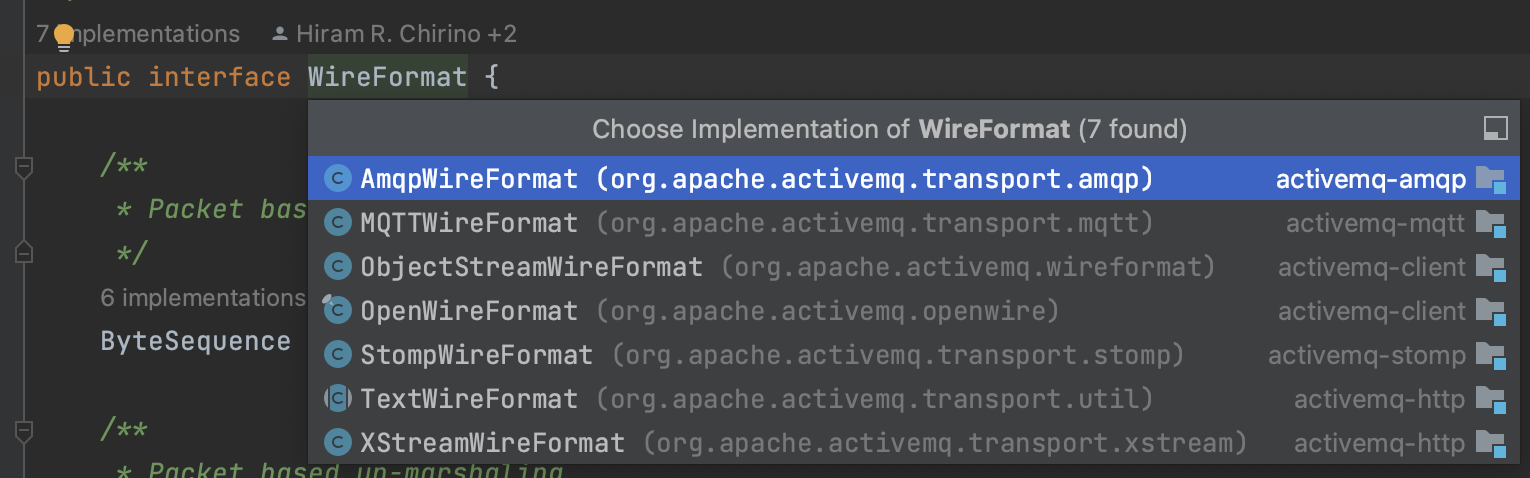 7 implementations Hiram R. Chirino +2
public interface WireFormat {
Choose Implementation of WireFormat (7 found)
/**
AmqpWireFormat (org.apache.activemq.transport.amqp) activemq-amqp
* Packet bas
MQTTWireFormat (org.apache.activemq.transport.mqtt) activemq-mqtt
*/
ObjectStreamWireFormat (org.apache.activemq.wireformat) activemq-client
6 implementations
OpenWireFormat (org.apache.activemq.openwire) activemq-client
ByteSequence
StompWireFormat (org.apache.activemq.transport.stomp) activemq-stomp
TextWireFormat (org.apache.activemq.transport.util) activemq-http
/**
XStreamWireFormat (org.apache.activemq.transport.xstream) activemq-http
* Packet based un-marshaling